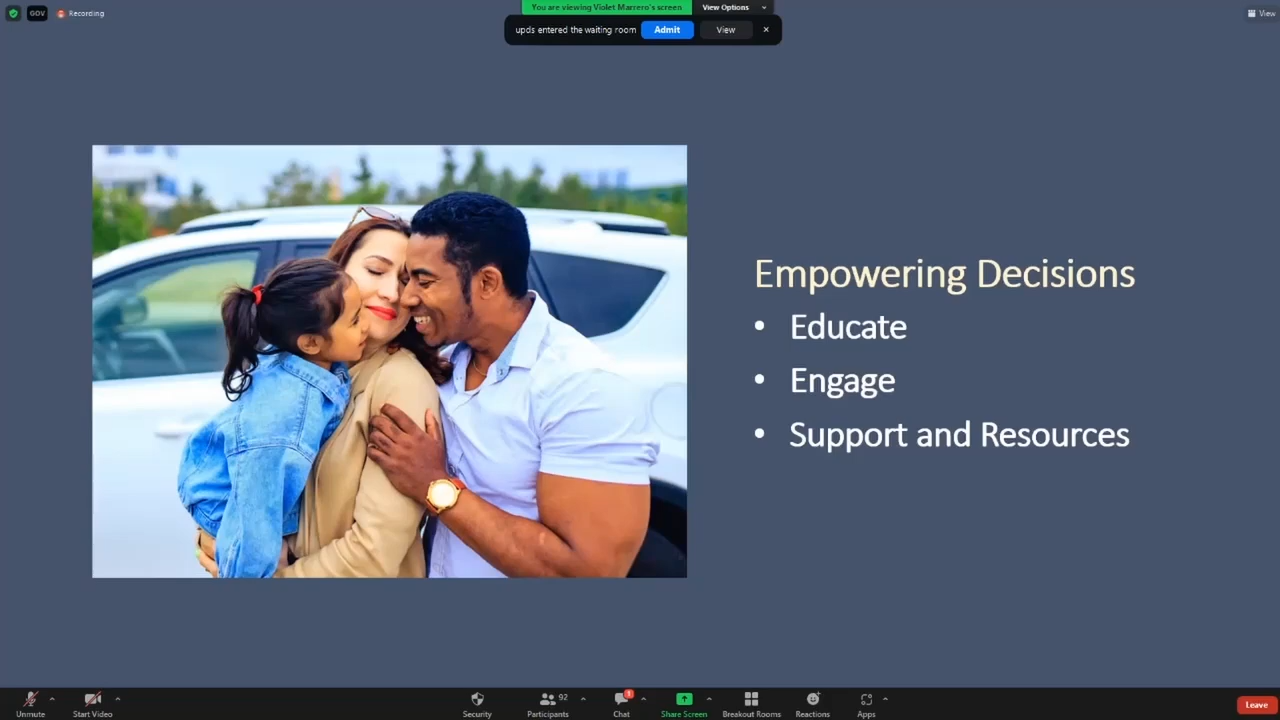 You are viewing Violet Marrero's screen
View Options
GOV
Recording
View
upds entered the waiting room
Admit
View
Empowering Decisions
• Educate
• Engage
• Support and Resources
92
1
Unmute
Start Video
Security
Participants
Chat
Share Screen
Breakout Rooms
Reactions
Apps
Leave